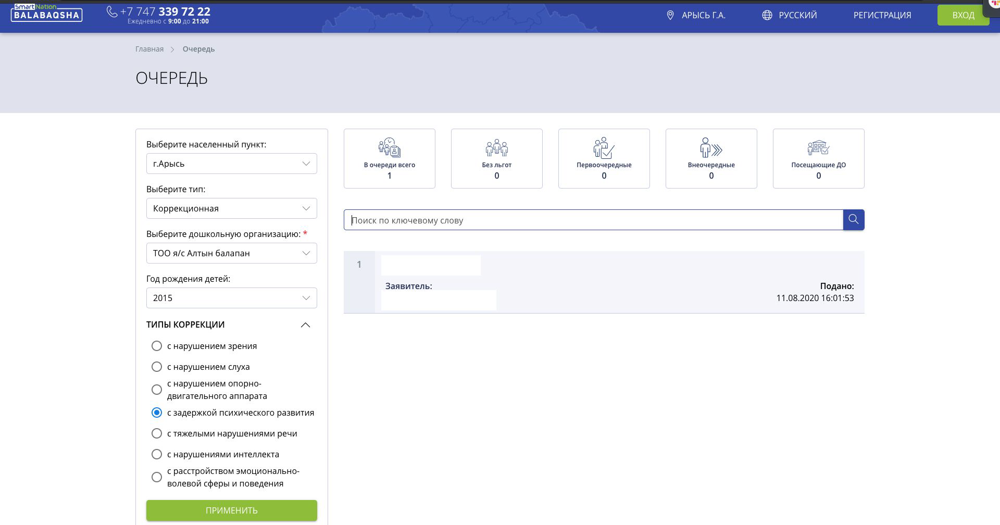 SmartNation
BALABAQSHA
+7 747 339 72 22
Ежедневно с 9:00 до 21:00
АРЫСЬ Г.А.
РУССКИЙ
РЕГИСТРАЦИЯ
ВХОД
Главная
Очередь
ОЧЕРЕДЬ
Выберите населенный пункт:
г.Арысь
Выберите тип:
Коррекционная
Выберите дошкольную организацию: *
ТОО я/с Алтын балапан
Год рождения детей:
2015
ТИПЫ КОРРЕКЦИИ
с нарушением зрения
с нарушением слуха
с нарушением опорно-
двигательного аппарата
с задержкой психического развития
с тяжелыми нарушениями речи
с нарушениями интеллекта
с расстройством эмоционально-
волевой сферы и поведения
ПРИМЕНИТЬ
В очереди всего
1
Без льгот
0
Первоочередные
0
Внеочередные
0
Посещающие ДО
0
Поиск по ключевому слову
1
Заявитель:
Подано:
11.08.2020 16:01:53